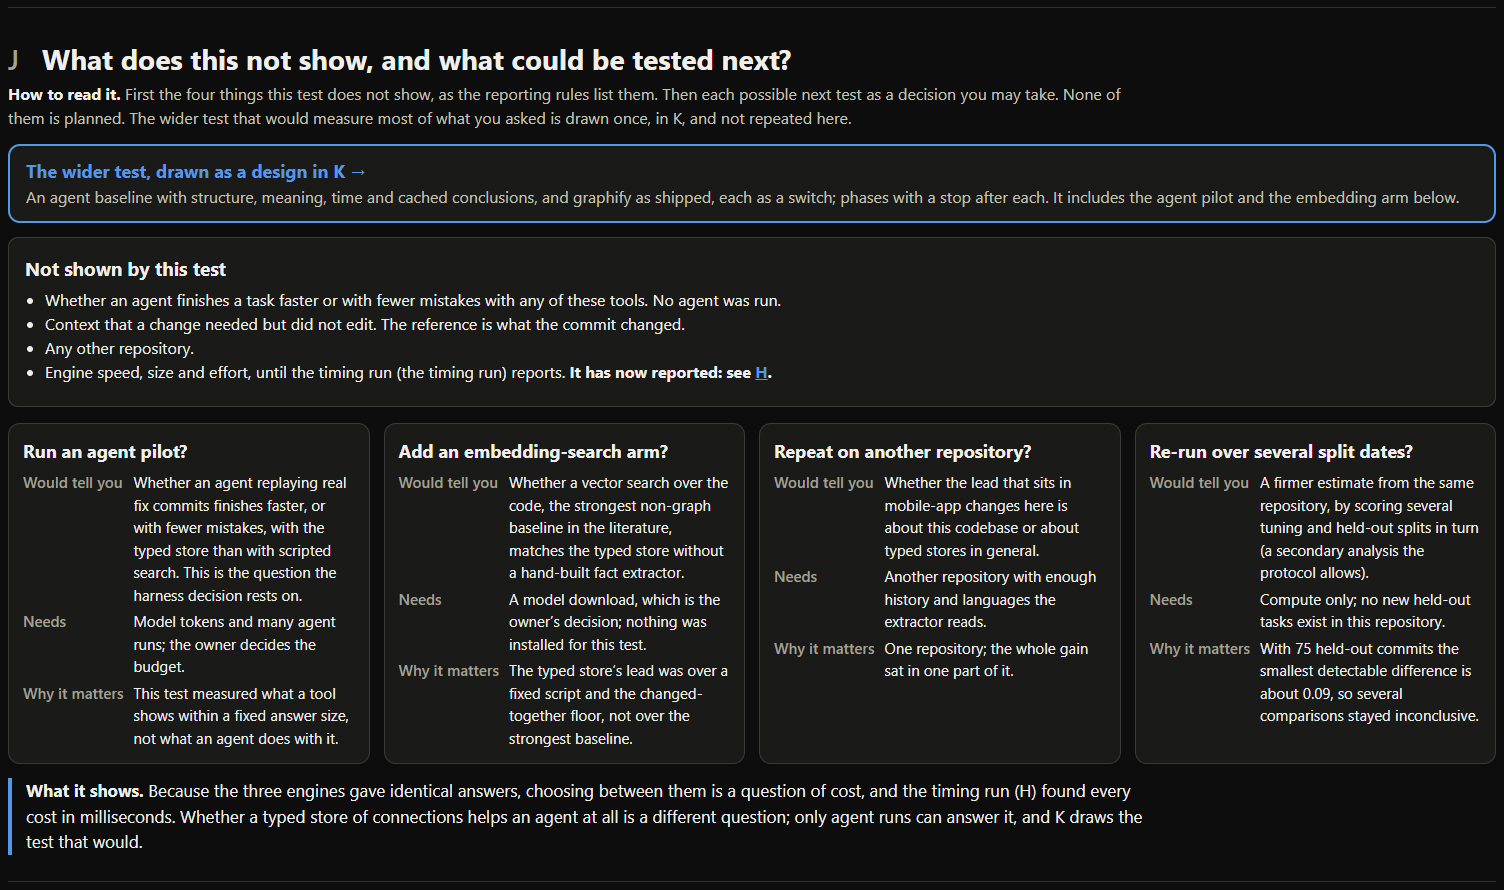 J What does this not show, and what could be tested next?
How to read it. First the four things this test does not show, as the reporting rules list them. Then each possible next test as a decision you may take. None of
them is planned. The wider test that would measure most of what you asked is drawn once, in K, and not repeated here.
The wider test, drawn as a design in K →
An agent baseline with structure, meaning, time and cached conclusions, and graphify as shipped, each as a switch; phases with a stop after each. It includes the agent pilot and the embedding arm below.
Not shown by this test
• Whether an agent finishes a task faster or with fewer mistakes with any of these tools. No agent was run.
• Context that a change needed but did not edit. The reference is what the commit changed.
• Any other repository.
• Engine speed, size and effort, until the timing run (the timing run) reports. It has now reported: see H.
Run an agent pilot?
Would tell you Whether an agent replaying real
fix commits finishes faster, or
with fewer mistakes, with the
typed store than with scripted
search. This is the question the
harness decision rests on.
Needs Model tokens and many agent
runs; the owner decides the
budget.
Why it matters This test measured what a tool
shows within a fixed answer size,
not what an agent does with it.
Add an embedding-search arm?
Would tell you Whether a vector search over the
code, the strongest non-graph
baseline in the literature,
matches the typed store without
a hand-built fact extractor.
Needs A model download, which is the
owner's decision; nothing was
installed for this test.
Why it matters The typed store's lead was over a
fixed script and the changed-
together floor, not over the
strongest baseline.
Repeat on another repository?
Would tell you Whether the lead that sits in
mobile-app changes here is
about this codebase or about
typed stores in general.
Needs Another repository with enough
history and languages the
extractor reads.
Why it matters One repository; the whole gain
sat in one part of it.
Re-run over several split dates?
Would tell you A firmer estimate from the same
repository, by scoring several
tuning and held-out splits in turn
(a secondary analysis the
protocol allows).
Needs Compute only; no new held-out
tasks exist in this repository.
Why it matters With 75 held-out commits the
smallest detectable difference is
about 0.09, so several
comparisons stayed inconclusive.
What it shows. Because the three engines gave identical answers, choosing between them is a question of cost, and the timing run (H) found every
cost in milliseconds. Whether a typed store of connections helps an agent at all is a different question; only agent runs can answer it, and K draws the
test that would.